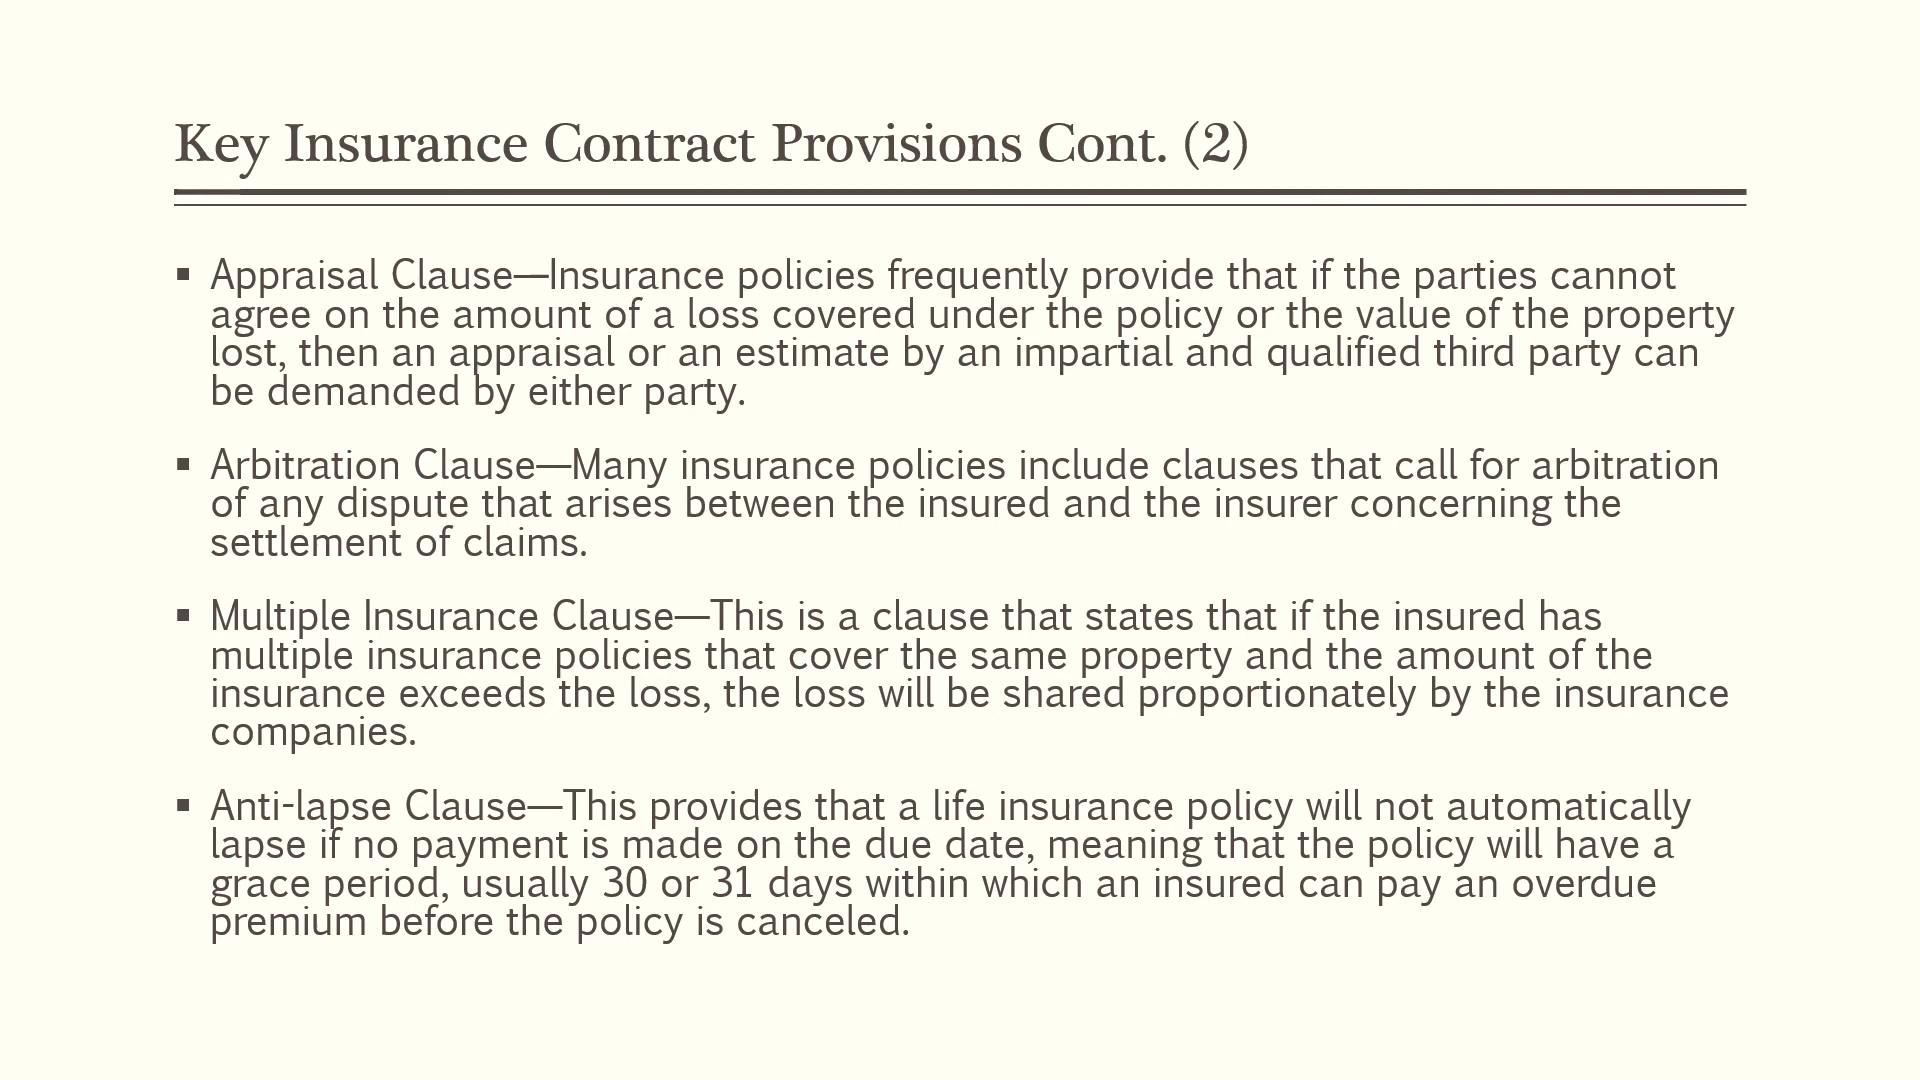 Key Insurance Contract Provisions Cont. (2)
▪ Appraisal Clause—Insurance policies frequently provide that if the parties cannot
agree on the amount of a loss covered under the policy or the value of the property
lost, then an appraisal or an estimate by an impartial and qualified third party can
be demanded by either party.
▪ Arbitration Clause—Many insurance policies include clauses that call for arbitration
of any dispute that arises between the insured and the insurer concerning the
settlement of claims.
▪ Multiple Insurance Clause—This is a clause that states that if the insured has
multiple insurance policies that cover the same property and the amount of the
insurance exceeds the loss, the loss will be shared proportionately by the insurance
companies.
▪ Anti-lapse Clause—This provides that a life insurance policy will not automatically
lapse if no payment is made on the due date, meaning that the policy will have a
grace period, usually 30 or 31 days within which an insured can pay an overdue
premium before the policy is canceled.